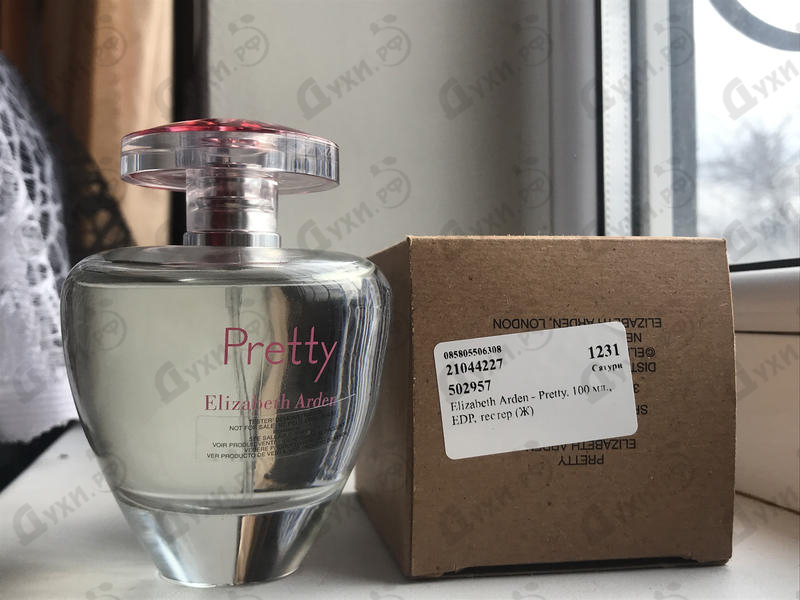 Pretty
Elizabeth Arden
TESTER
NOT FOR SALE
085805506308
21044227
502957
1231
Сатурн
Elizabeth Arden - Pretty. 100 мл.,
EDP, тестер (Ж)
ELIZABETH ARDEN, LONDON
ELIZABETH ARDEN
PRETTY
Духи.рф